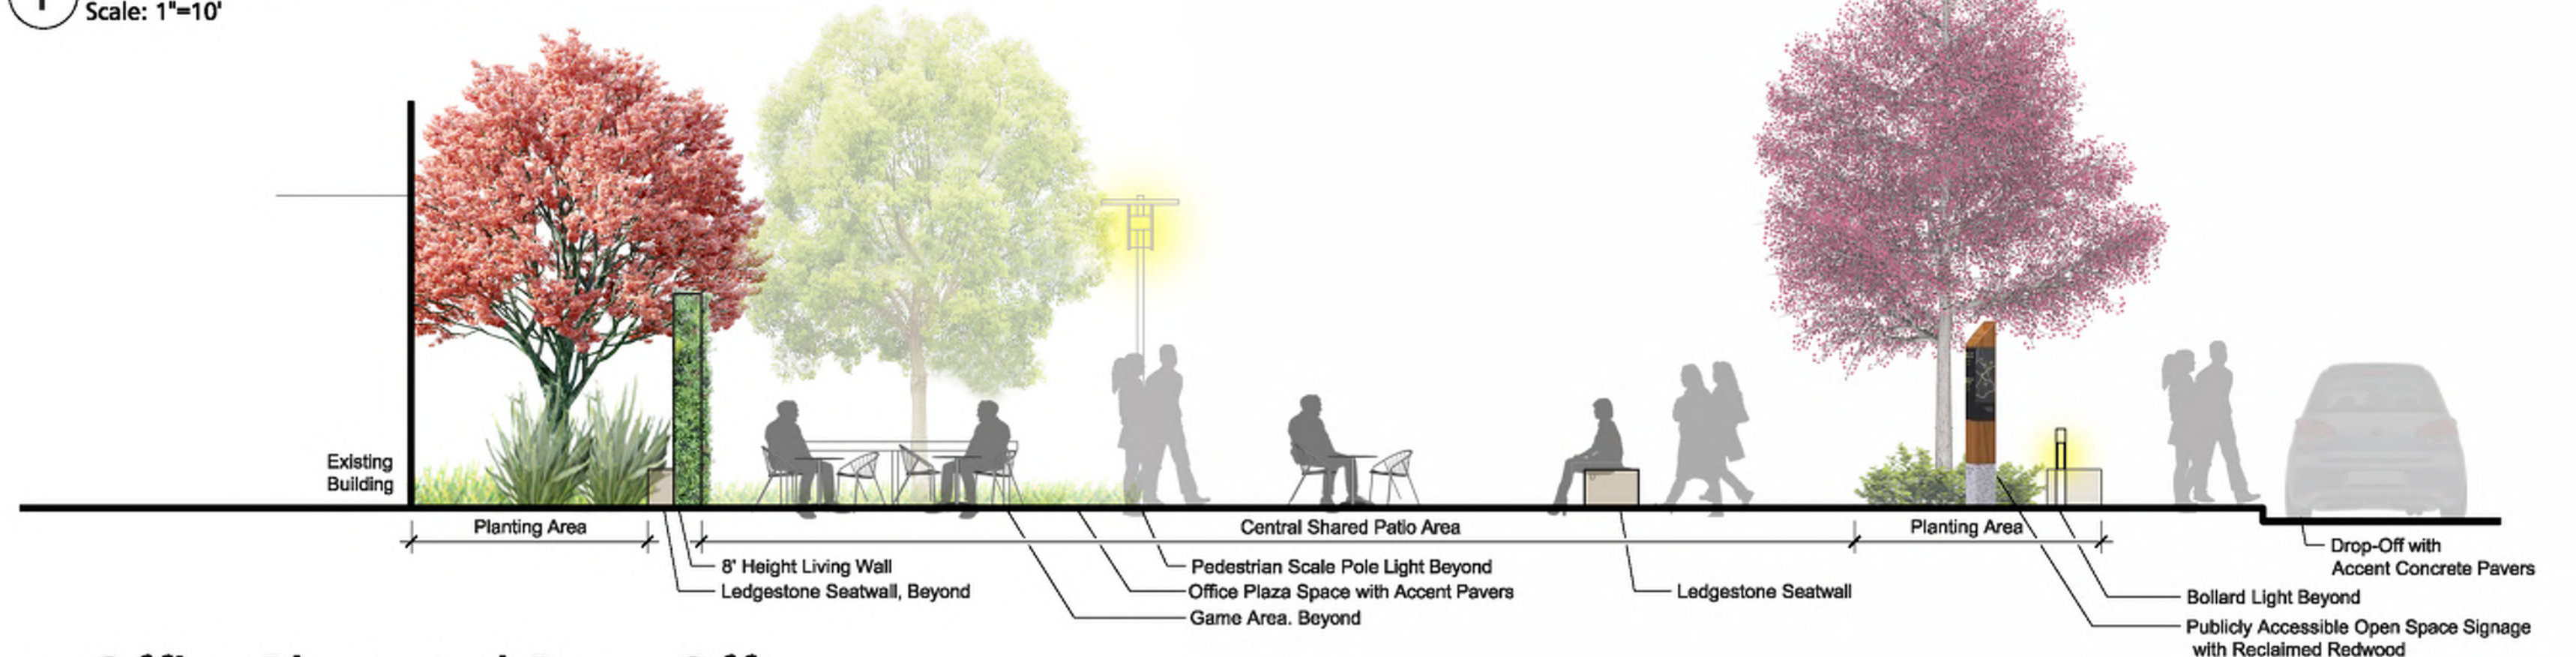 Scale: 1"=10'
Existing
Building
Planting Area
Central Shared Patio Area
Planting Area
8' Height Living Wall
Ledgestone Seatwall, Beyond
Pedestrian Scale Pole Light Beyond
Office Plaza Space with Accent Pavers
Game Area. Beyond
Ledgestone Seatwall
Drop-Off with
Accent Concrete Pavers
Bollard Light Beyond
Publicly Accessible Open Space Signage
with Reclaimed Redwood